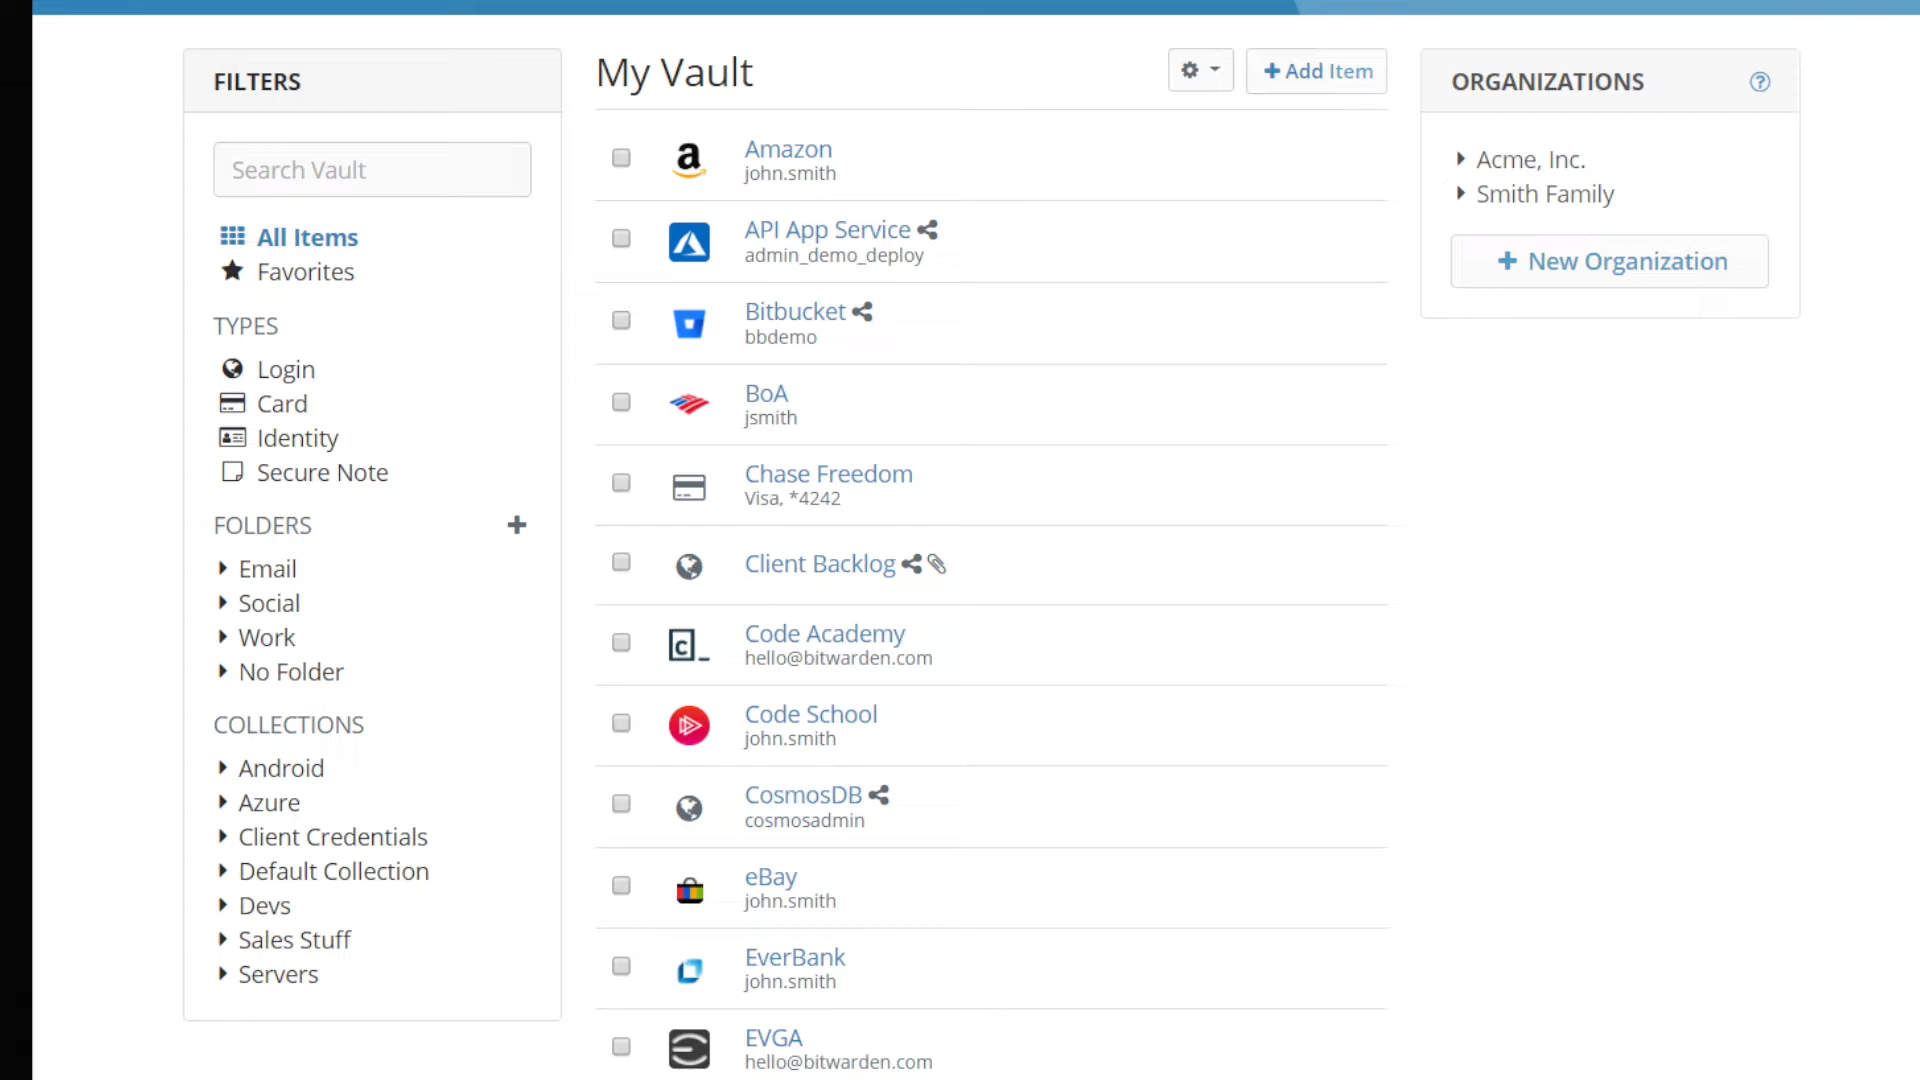 FILTERS
Search Vault
All Items
Favorites
TYPES
Login
Card
Identity
Secure Note
FOLDERS
Email
Social
Work
No Folder
COLLECTIONS
Android
Azure
Client Credentials
Default Collection
Devs
Sales Stuff
Servers
My Vault
Add Item
Amazon
john.smith
API App Service
admin_demo_deploy
Bitbucket
bbdemo
BoA
jsmith
Chase Freedom
Visa, *4242
Client Backlog
Code Academy
hello@bitwarden.com
Code School
john.smith
CosmosDB
cosmosadmin
eBay
john.smith
EverBank
john.smith
EVGA
hello@bitwarden.com
ORGANIZATIONS
Acme, Inc.
Smith Family
New Organization